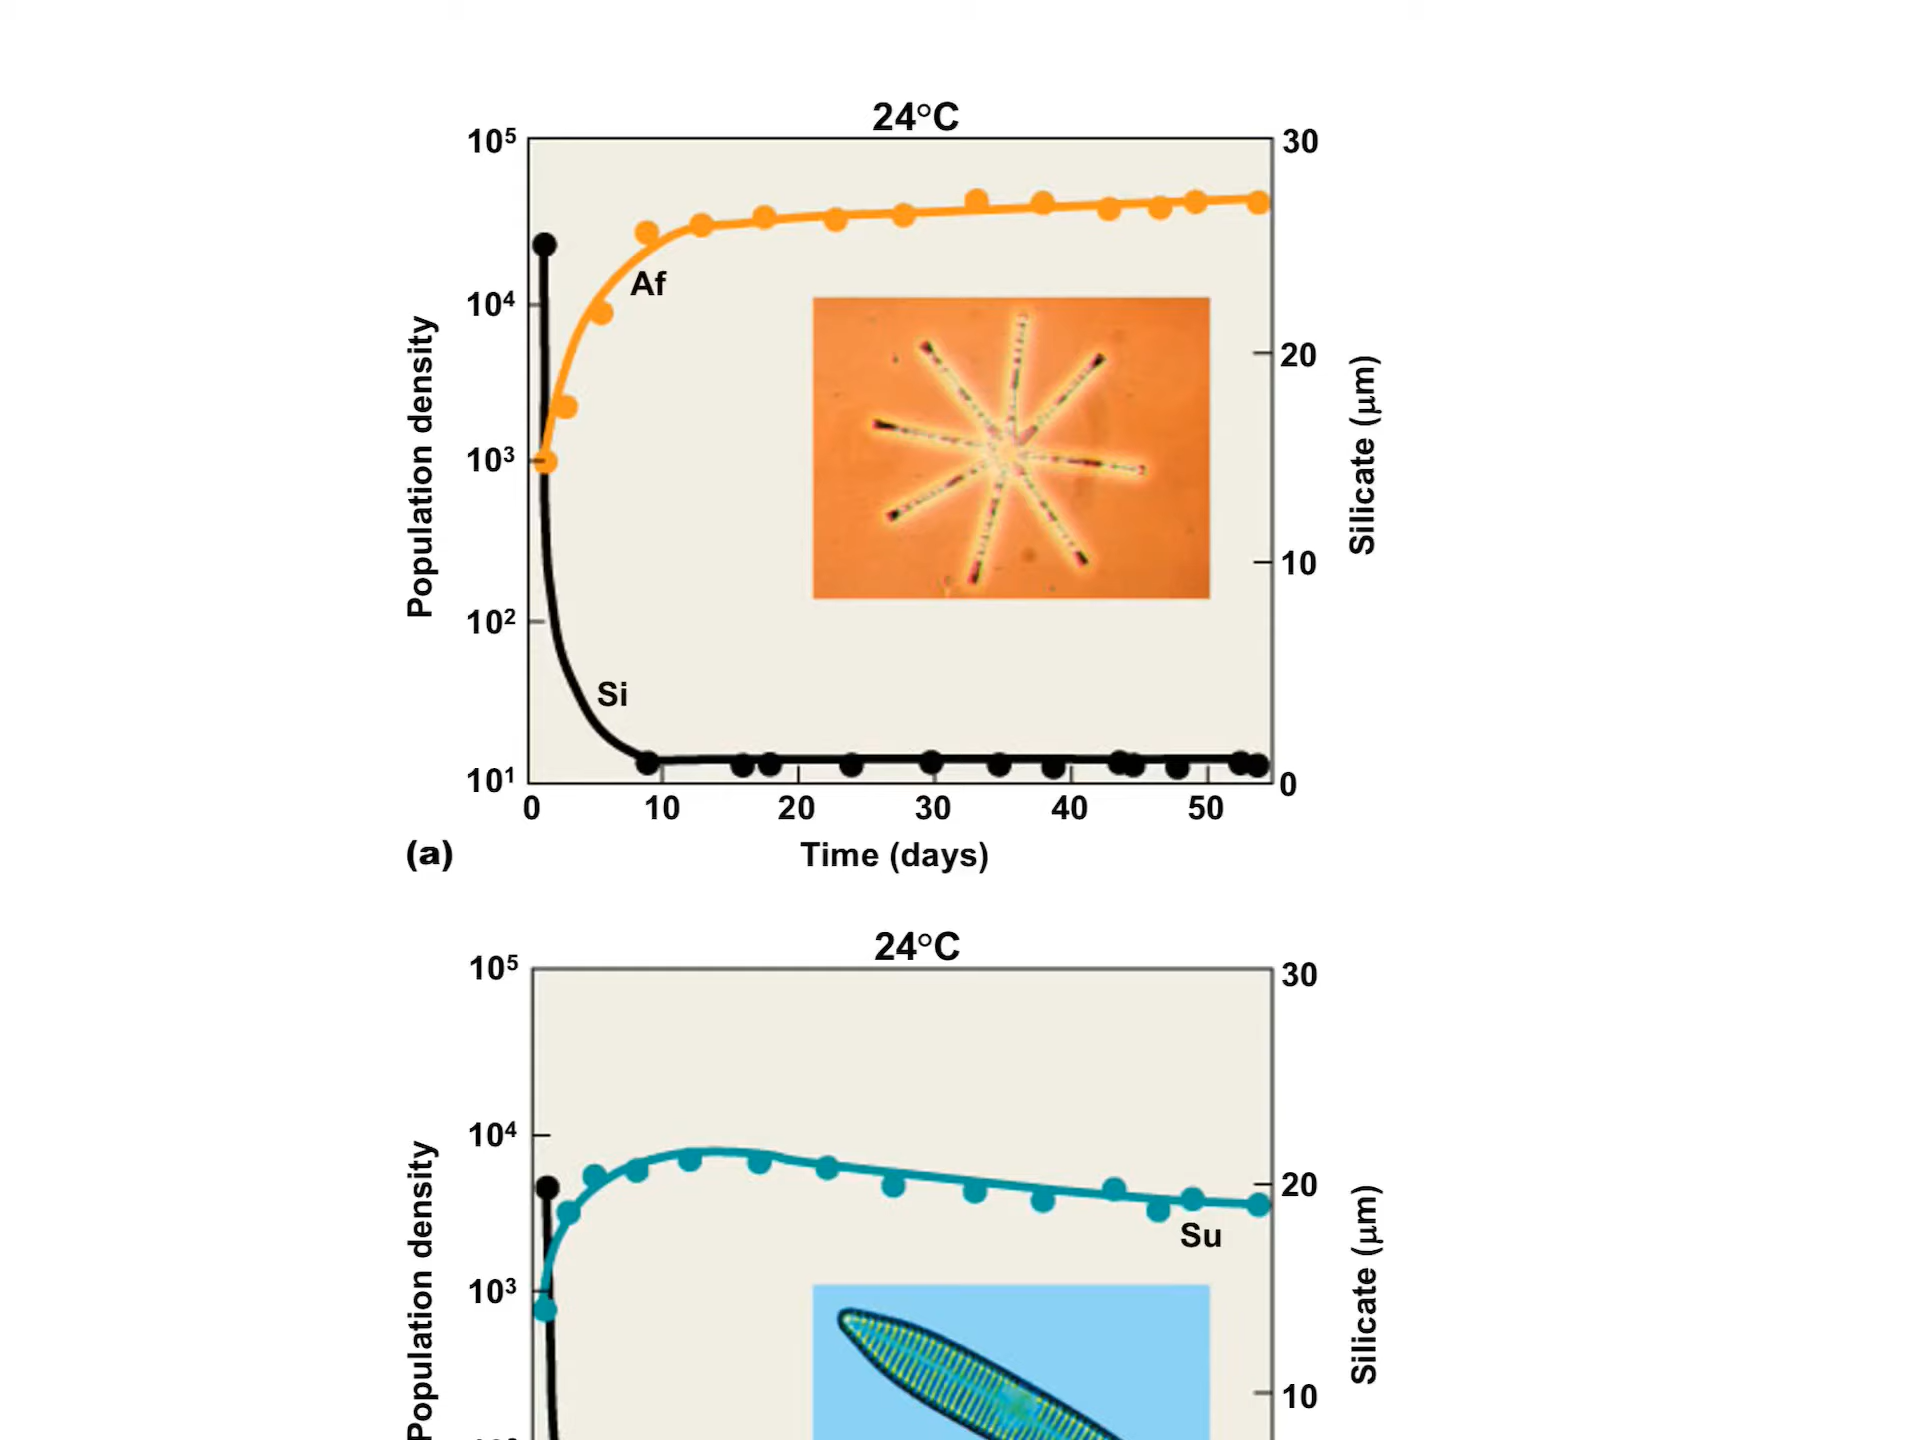 24°C
10⁵
30
Af
10⁴
20
Population density
Silicate (μm)
10³
10
10²
Si
10¹
0
0 10 20 30 40 50
(a)
Time (days)
24°C
10⁵
30
10⁴
20
Su
Population density
Silicate (μm)
10³
10